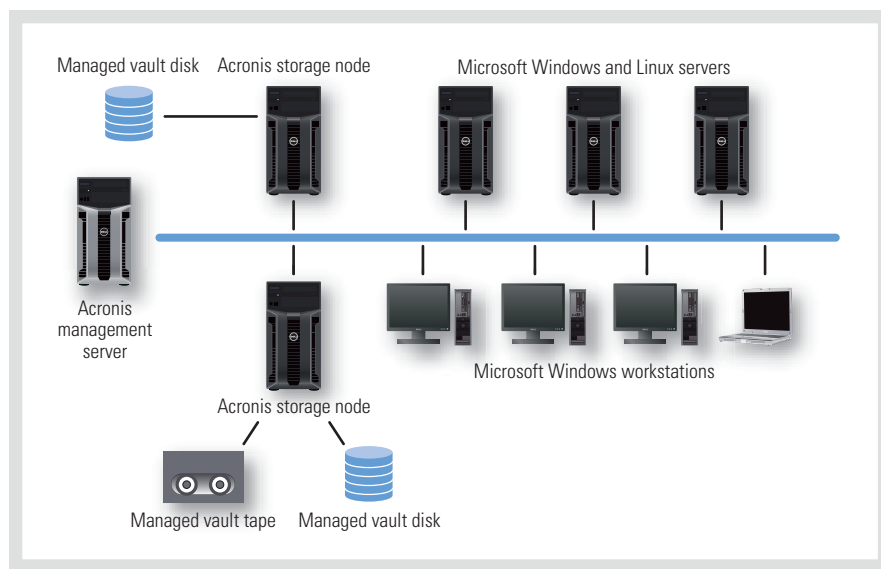 Managed vault disk
Acronis storage node
Microsoft Windows and Linux servers
Acronis
management
server
Microsoft Windows workstations
Acronis storage node
Managed vault tape
Managed vault disk